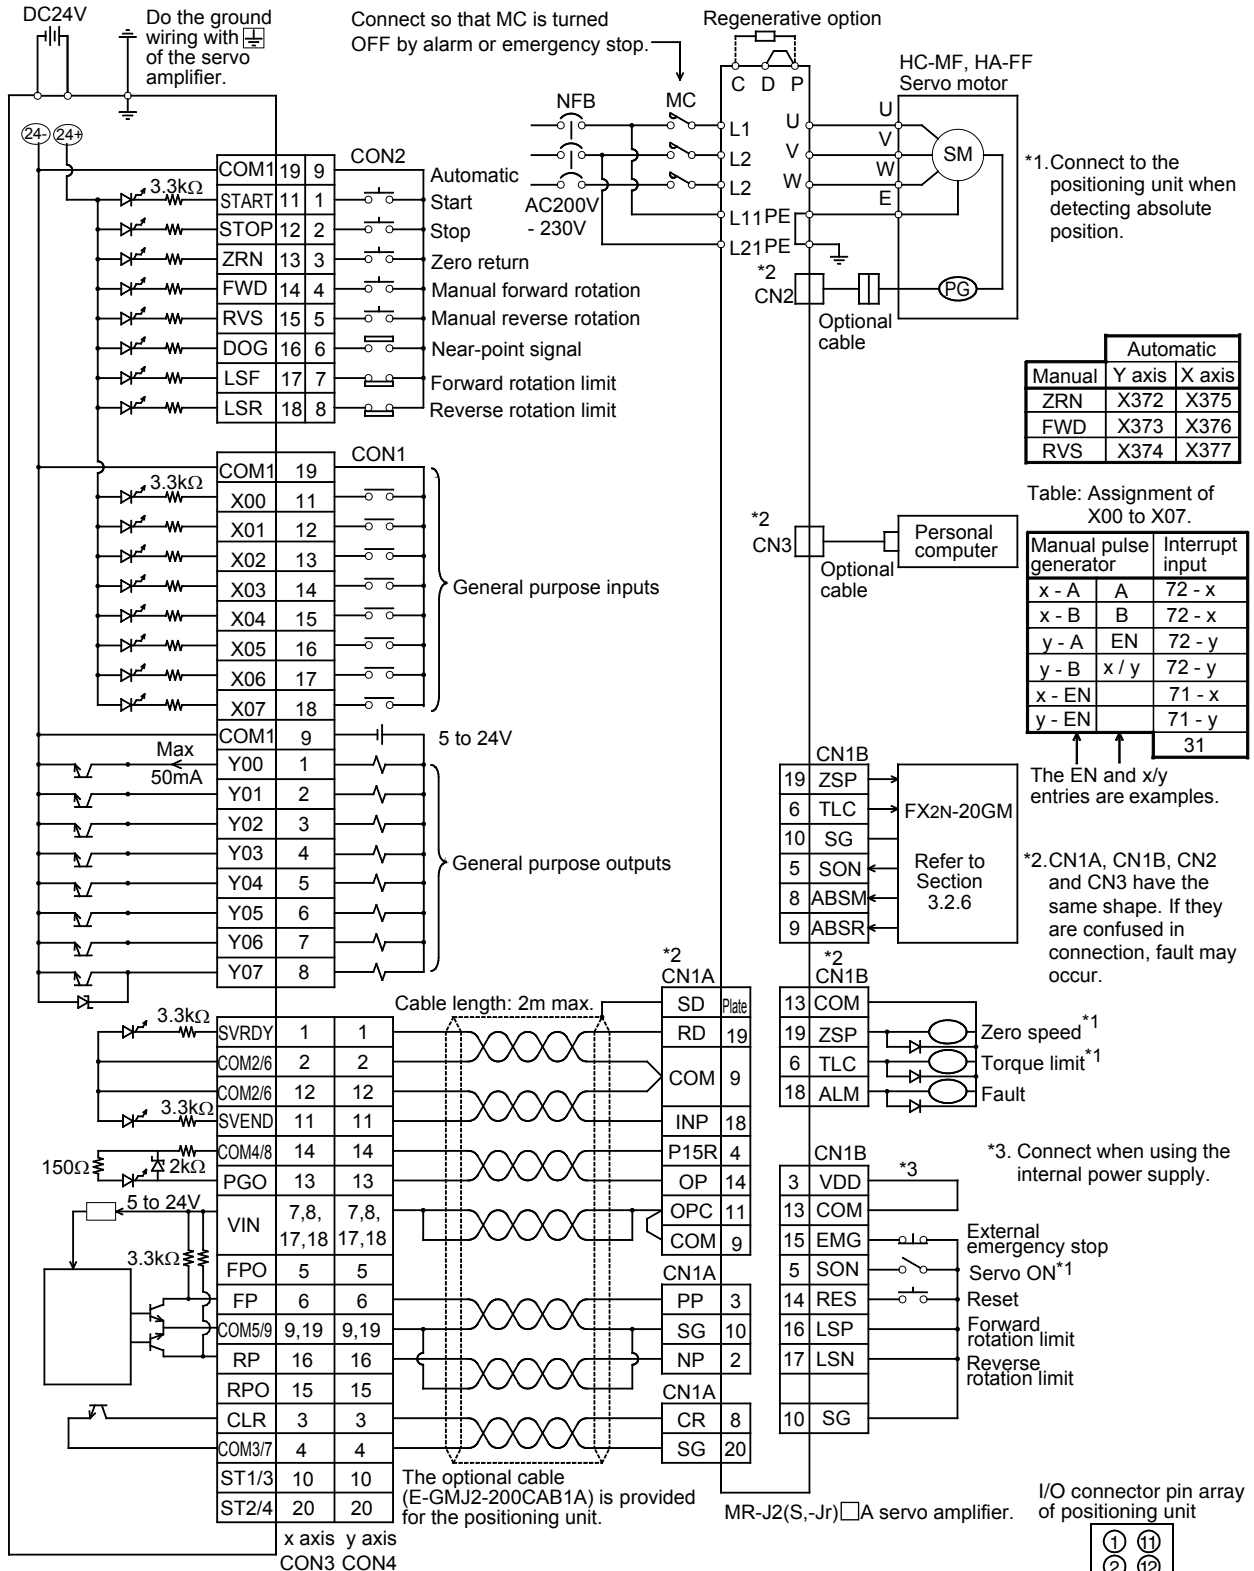 DC24V
Do the ground
wiring with
of the servo
amplifier.
Connect so that MC is turned
OFF by alarm or emergency stop.
Regenerative option
C D P
HC-MF, HA-FF
Servo motor
NFB
MC
24- 24+
L1
L2
L2
L11
L21
U
V
W
PE
PE
U
V
W
E
SM
PG
AC200V
- 230V
*2
CN2
Optional
cable
*1.Connect to the
positioning unit when
detecting absolute
position.
CON2
3.3kΩ
COM1 19 9
START 11 1
STOP 12 2
ZRN 13 3
FWD 14 4
RVS 15 5
DOG 16 6
LSF 17 7
LSR 18 8
Automatic
Start
Stop
Zero return
Manual forward rotation
Manual reverse rotation
Near-point signal
Forward rotation limit
Reverse rotation limit
Automatic
Manual Y axis X axis
ZRN X372 X375
FWD X373 X376
RVS X374 X377
CON1
3.3kΩ
COM1 19
X00 11
X01 12
X02 13
X03 14
X04 15
X05 16
X06 17
X07 18
General purpose inputs
*2
CN3
Optional
cable
Personal
computer
Table: Assignment of
X00 to X07.
Manual pulse generator Interrupt input
x - A A 72 - x
x - B B 72 - x
y - A EN 72 - y
y - B x / y 72 - y
x - EN 71 - x
y - EN 71 - y
31
The EN and x/y
entries are examples.
COM1 9
5 to 24V
Max
50mA
Y00 1
Y01 2
Y02 3
Y03 4
Y04 5
Y05 6
Y06 7
Y07 8
General purpose outputs
CN1B
19 ZSP
6 TLC
10 SG
5 SON
8 ABSM
9 ABSR
FX2N-20GM
Refer to
Section
3.2.6
*2.CN1A, CN1B, CN2
and CN3 have the
same shape. If they
are confused in
connection, fault may
occur.
Cable length: 2m max.
3.3kΩ
3.3kΩ
150Ω
2kΩ
5 to 24V
3.3kΩ
SVRDY 1 1
COM2/6 2 2
COM2/6 12 12
SVEND 11 11
COM4/8 14 14
PGO 13 13
VIN 7,8, 7,8,
17,18 17,18
FPO 5 5
FP 6 6
COM5/9 9,19 9,19
RP 16 16
RPO 15 15
CLR 3 3
COM3/7 4 4
ST1/3 10 10
ST2/4 20 20
x axis y axis
CON3 CON4
*2
CN1A
SD Plate
RD 19
COM 9
INP 18
P15R 4
OP 14
OPC 11
COM 9
CN1A
PP 3
SG 10
NP 2
CN1A
CR 8
SG 20
The optional cable
(E-GMJ2-200CAB1A) is provided
for the positioning unit.
*2
CN1B
13 COM
19 ZSP
6 TLC
18 ALM
Zero speed*1
Torque limit*1
Fault
CN1B
*3
3 VDD
13 COM
15 EMG
5 SON
14 RES
16 LSP
17 LSN
10 SG
External
emergency stop
Servo ON*1
Reset
Forward
rotation limit
Reverse
rotation limit
*3. Connect when using the
internal power supply.
MR-J2(S,-Jr)□A servo amplifier.
I/O connector pin array
of positioning unit
1 11
2 12